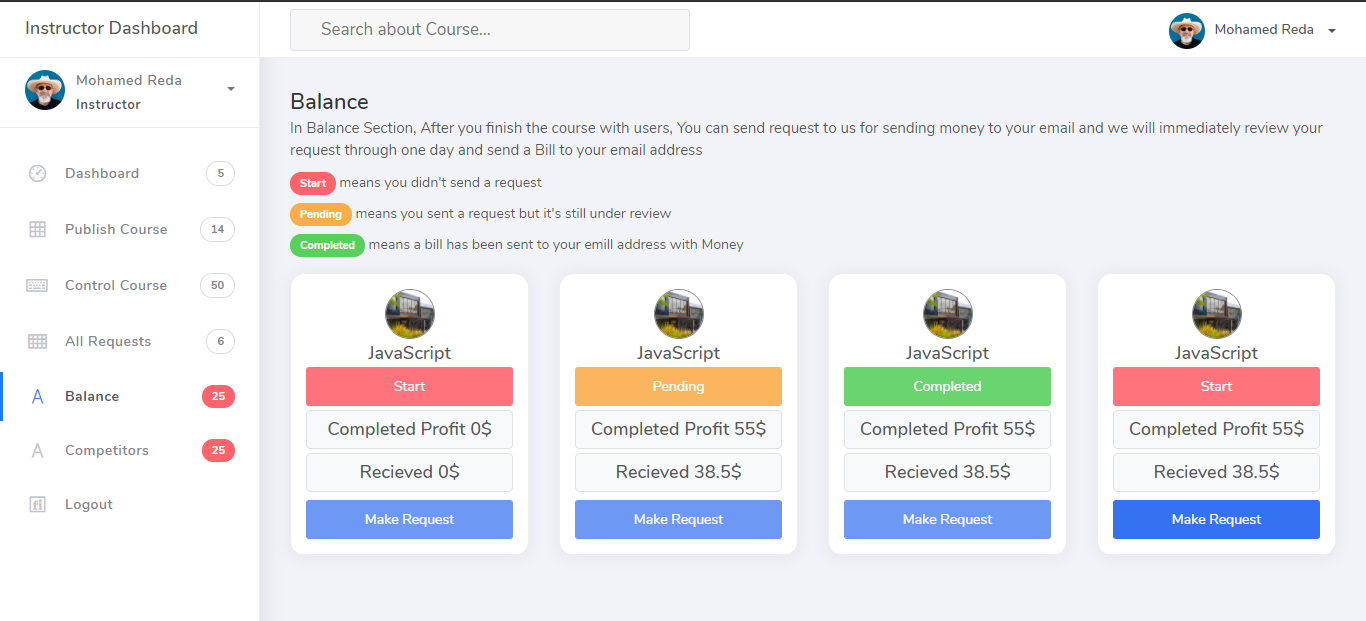 Instructor Dashboard
Search about Course...
Mohamed Reda
Mohamed Reda
Instructor
Dashboard 5
Publish Course 14
Control Course 50
All Requests 6
Balance 25
Competitors 25
Logout
Balance
In Balance Section, After you finish the course with users, You can send request to us for sending money to your email and we will immediately review your
request through one day and send a Bill to your email address
Start means you didn't send a request
Pending means you sent a request but it's still under review
Completed means a bill has been sent to your emill address with Money
JavaScript
Start
Completed Profit 0$
Recieved 0$
Make Request
JavaScript
Pending
Completed Profit 55$
Recieved 38.5$
Make Request
JavaScript
Completed
Completed Profit 55$
Recieved 38.5$
Make Request
JavaScript
Start
Completed Profit 55$
Recieved 38.5$
Make Request